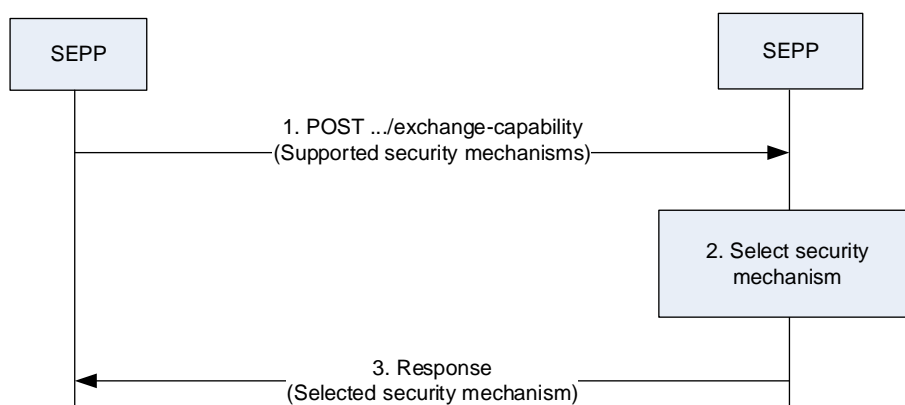 SEPP
SEPP
1. POST .../exchange-capability
(Supported security mechanisms)
2. Select security
mechanism
3. Response
(Selected security mechanism)